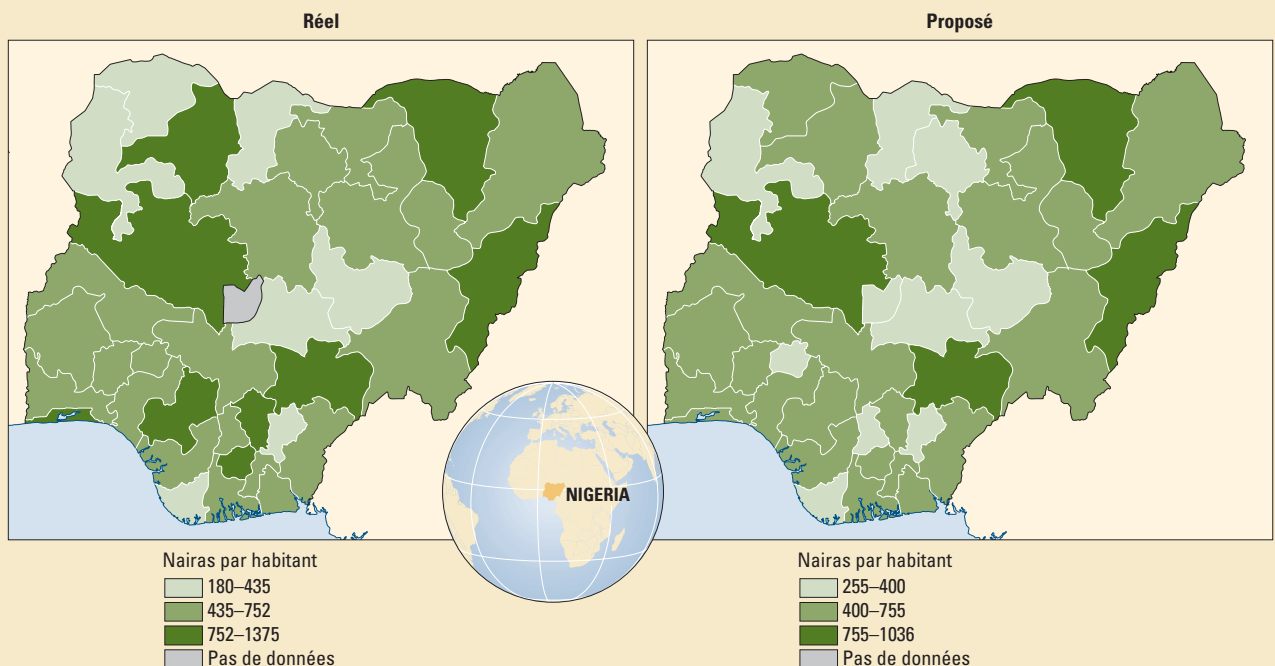 Réel
Proposé
NIGERIA
Nairas par habitant
180–435
435–752
752–1375
Pas de données
Nairas par habitant
255–400
400–755
755–1036
Pas de données